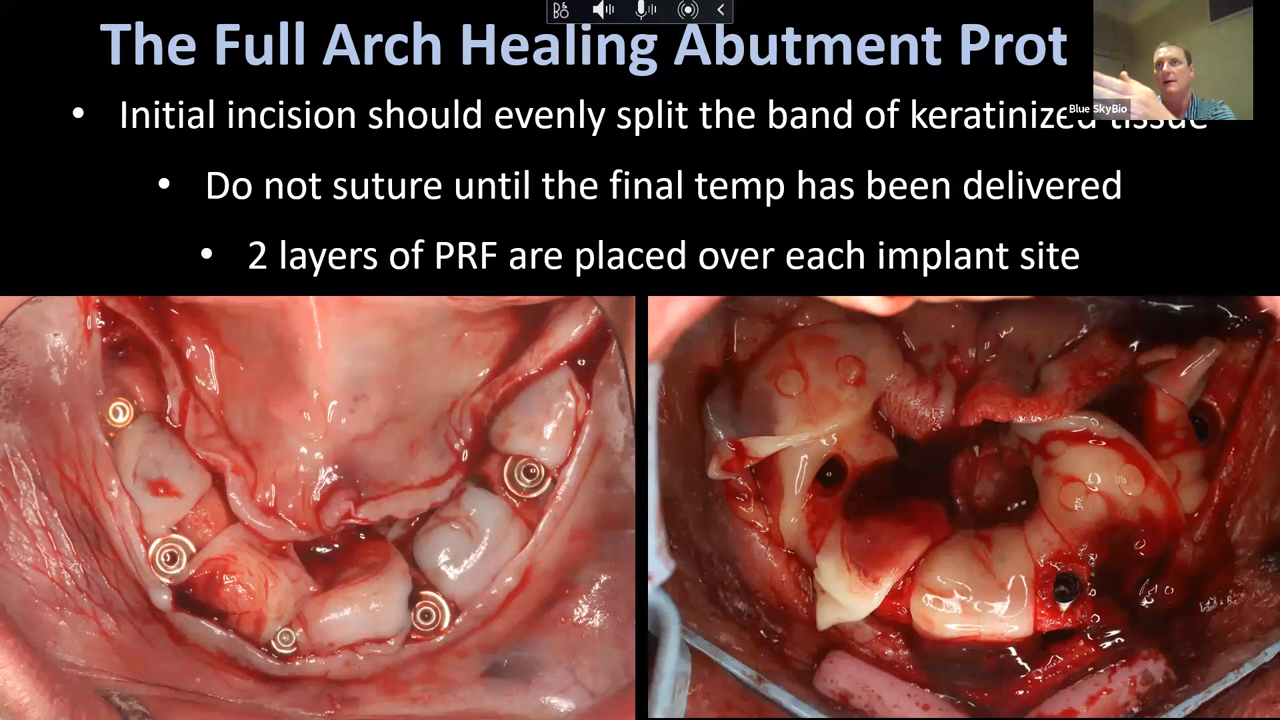 The Full Arch Healing Abutment Prot
• Initial incision should evenly split the band of keratinized tissue
• Do not suture until the final temp has been delivered
• 2 layers of PRF are placed over each implant site
Blue SkyBio